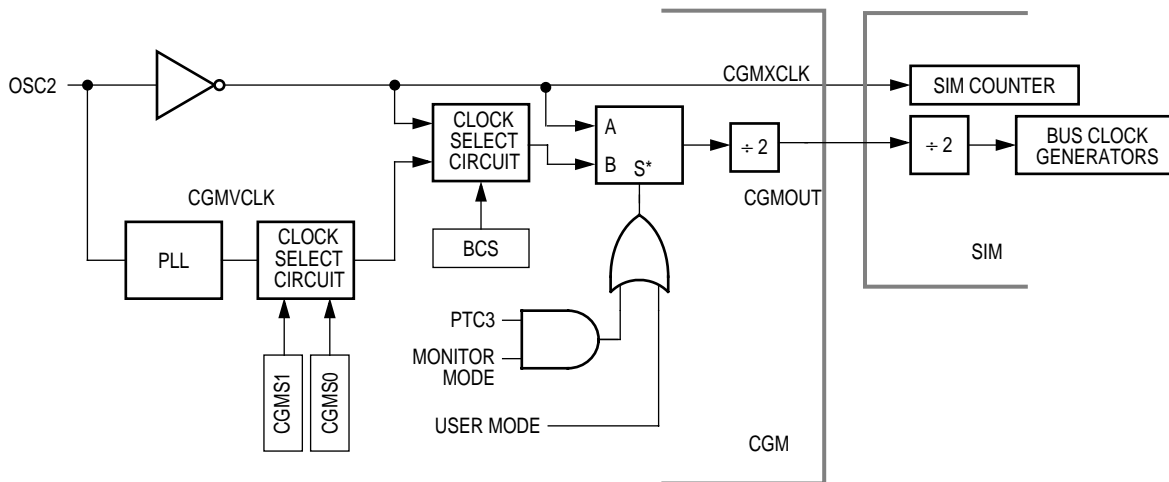 OSC2
CGMXCLK
SIM COUNTER
CLOCK
SELECT
CIRCUIT
A
B
S*
÷ 2
CGMOUT
÷ 2
BUS CLOCK
GENERATORS
CGMVCLK
PLL
CLOCK
SELECT
CIRCUIT
BCS
SIM
PTC3
MONITOR
MODE
CGMS1
CGMS0
USER MODE
CGM